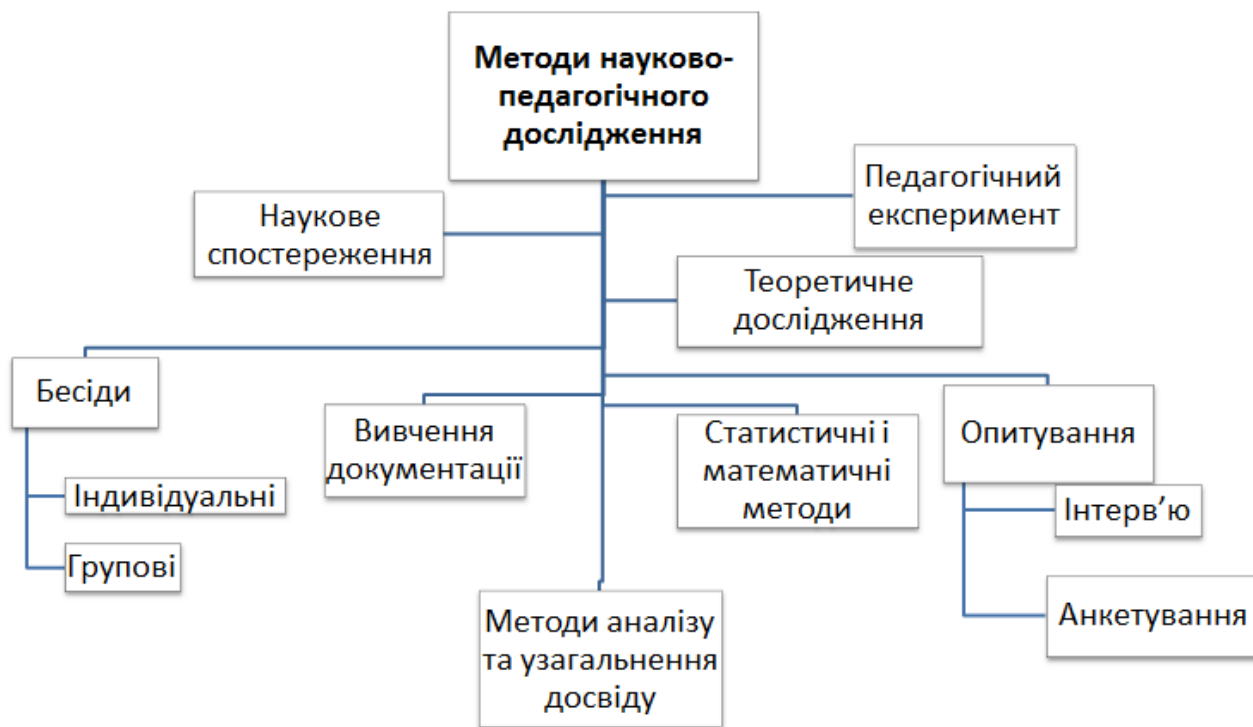 Методи науково-
педагогічного
дослідження
Педагогічний
експеримент
Наукове
спостереження
Теоретичне
дослідження
Бесіди
Індивідуальні
Групові
Вивчення
документації
Статистичні і
математичні
методи
Опитування
Інтерв’ю
Анкетування
Методи аналізу
та узагальнення
досвіду